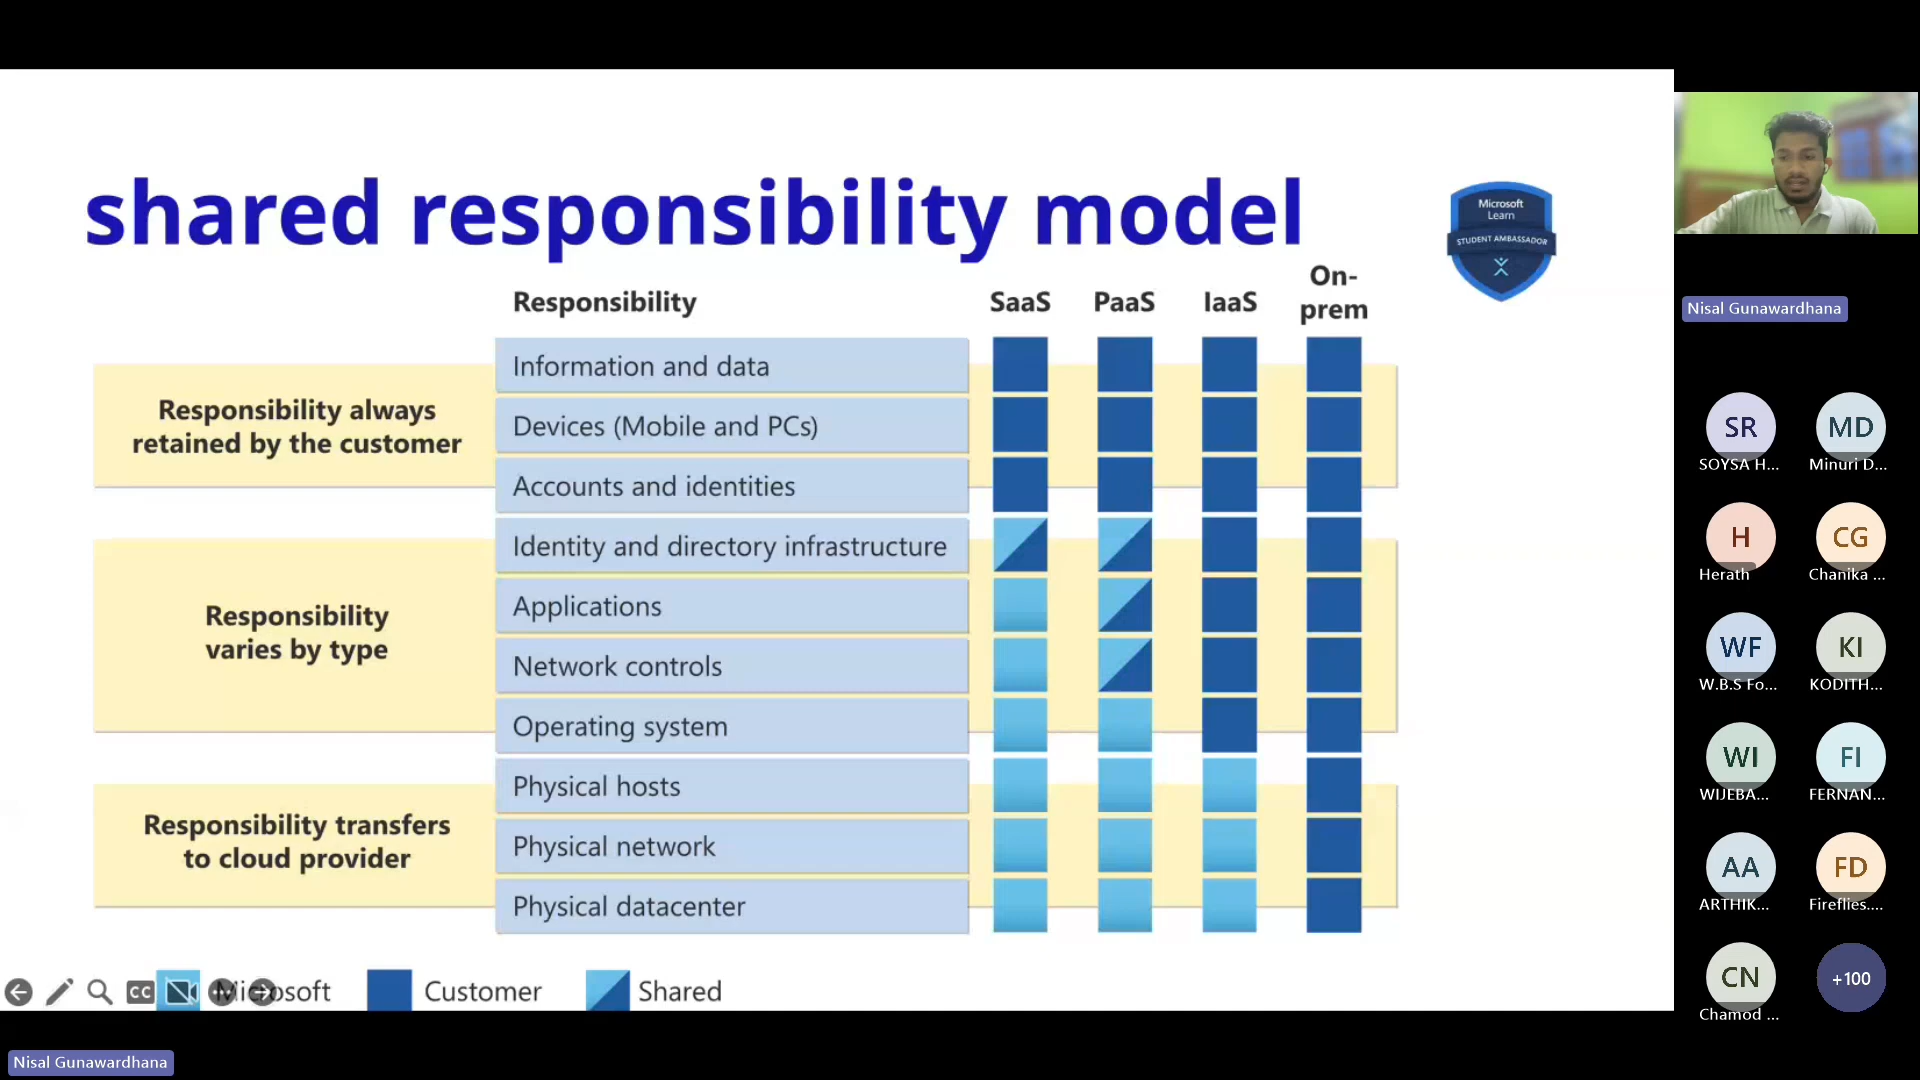 shared responsibility model
Microsoft
Learn
STUDENT AMBASSADOR
Responsibility
SaaS
PaaS
IaaS
On-
prem
Responsibility always
retained by the customer
Information and data
Devices (Mobile and PCs)
Accounts and identities
Responsibility
varies by type
Identity and directory infrastructure
Applications
Network controls
Operating system
Responsibility transfers
to cloud provider
Physical hosts
Physical network
Physical datacenter
CC
Microsoft
Customer
Shared
Nisal Gunawardhana
Nisal Gunawardhana
SR
SOYSA H...
MD
Minuri D...
H
Herath
CG
Chanika ...
WF
W.B.S Fo...
KI
KODITH...
WI
WIJEBA...
FI
FERNAN...
AA
ARTHIK...
FD
Fireflies....
CN
Chamod ...
+100